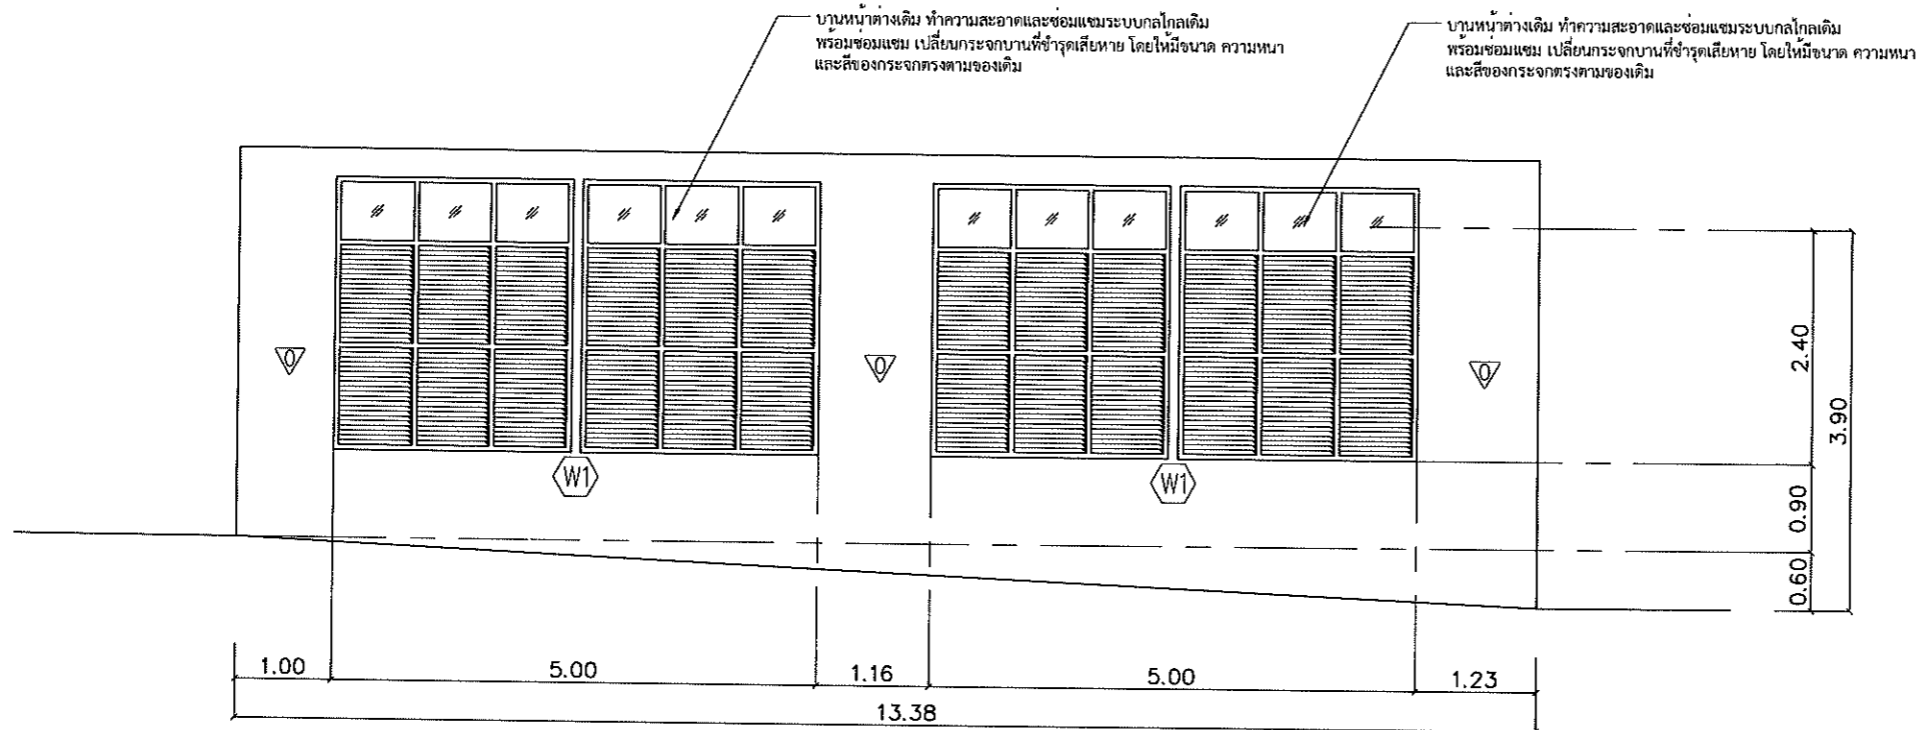 บานหน้าต่างเดิม ทำความสะอาดและซ่อมแซมระบบกลไกลเดิม
พร้อมซ่อมแซม เปลี่ยนกระจกบานที่ชำรุดเสียหาย โดยให้มีขนาด ความหนา
และสีของกระจกตรงตามของเดิม
บานหน้าต่างเดิม ทำความสะอาดและซ่อมแซมระบบกลไกลเดิม
พร้อมซ่อมแซม เปลี่ยนกระจกบานที่ชำรุดเสียหาย โดยให้มีขนาด ความหนา
และสีของกระจกตรงตามของเดิม
0
0
0
W1
W1
2.40
3.90
0.90
0.60
1.00
5.00
1.16
5.00
1.23
13.38